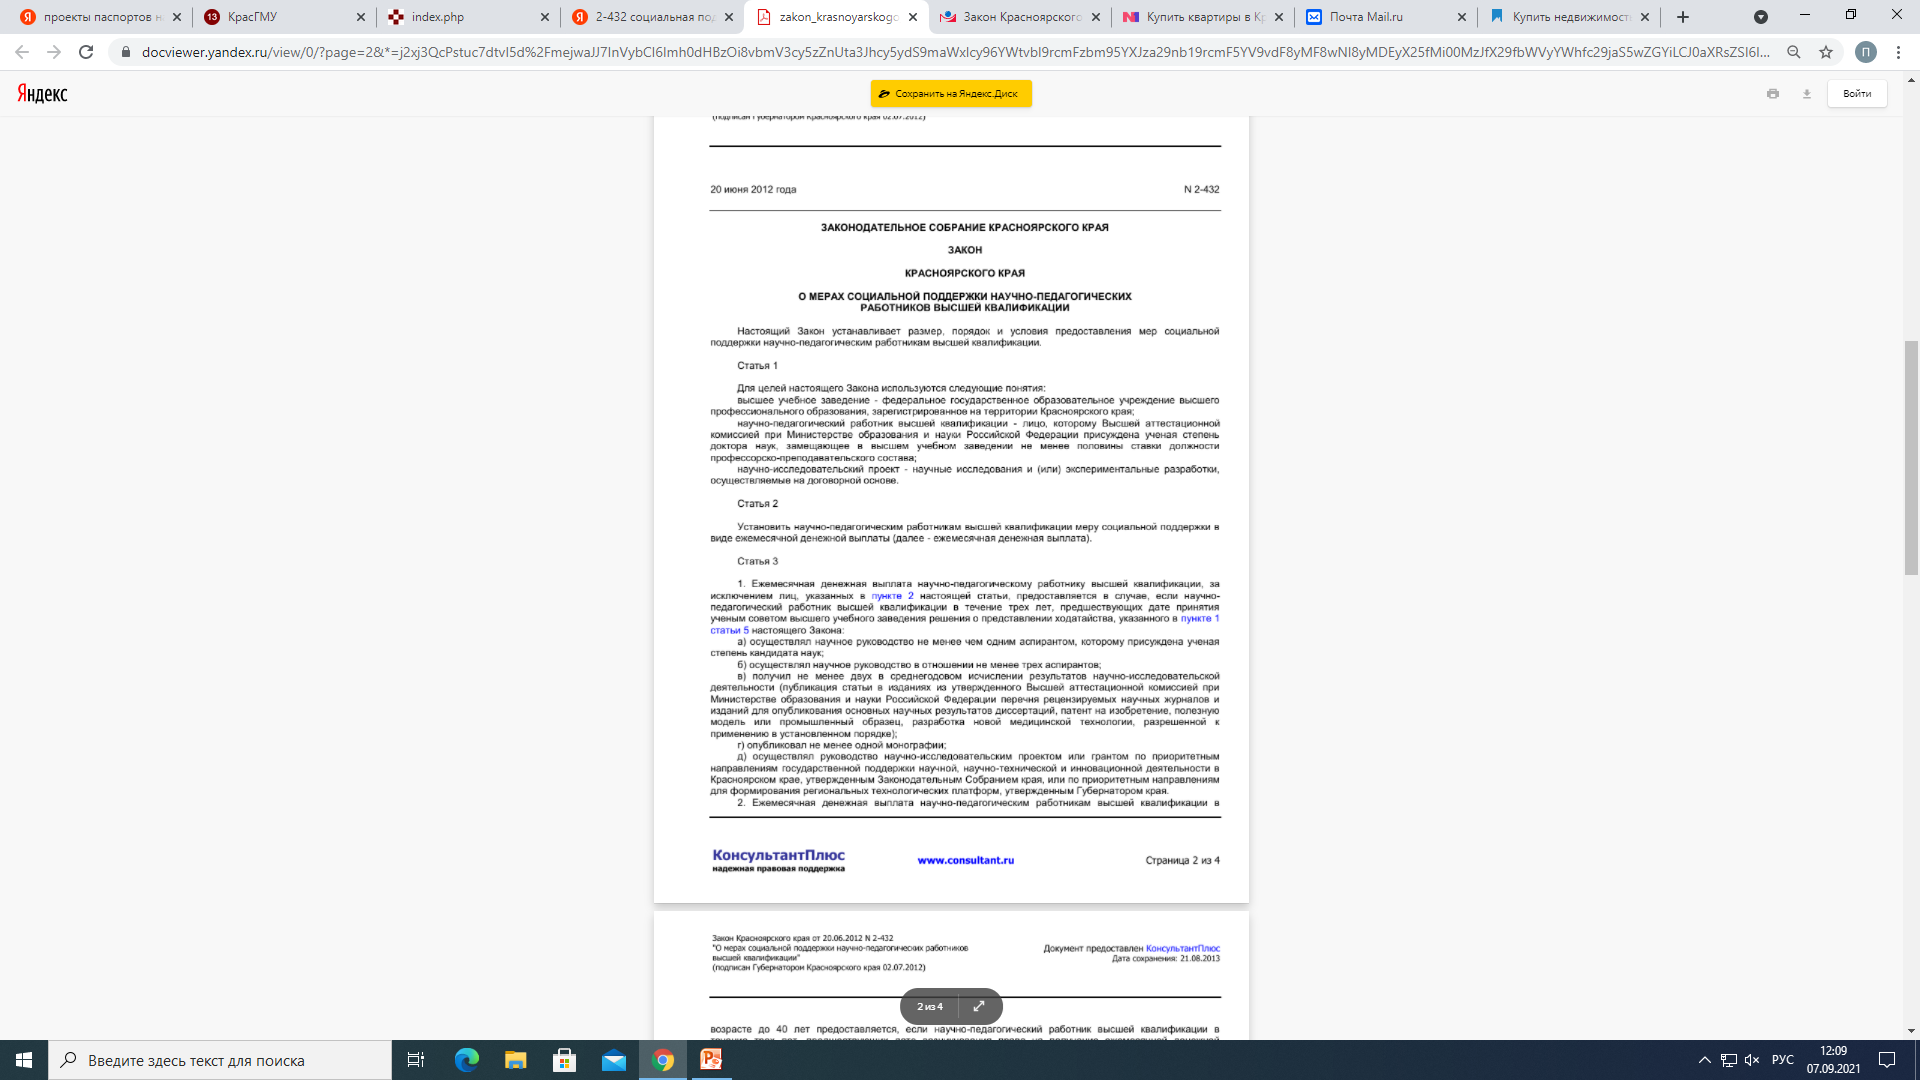 проекты паспортов н
КрасГМУ
index.php
2-432 социальная под
zakon_krasnoyarskogo
Закон Красноярского
Купить квартиры в Кр
Почта Mail.ru
Купить недвижимост
Яндекс
Сохранить на Яндекс.Диск
Войти
(подписан Губернатором Красноярского края 02.07.2012)
20 июня 2012 года N 2-432
ЗАКОНОДАТЕЛЬНОЕ СОБРАНИЕ КРАСНОЯРСКОГО КРАЯ
ЗАКОН
КРАСНОЯРСКОГО КРАЯ
О МЕРАХ СОЦИАЛЬНОЙ ПОДДЕРЖКИ НАУЧНО-ПЕДАГОГИЧЕСКИХ
РАБОТНИКОВ ВЫСШЕЙ КВАЛИФИКАЦИИ
Настоящий Закон устанавливает размер, порядок и условия предоставления мер социальной
поддержки научно-педагогическим работникам высшей квалификации.
Статья 1
Для целей настоящего Закона используются следующие понятия:
высшее учебное заведение - федеральное государственное образовательное учреждение высшего
профессионального образования, зарегистрированное на территории Красноярского края;
научно-педагогический работник высшей квалификации - лицо, которому Высшей аттестационной
комиссией при Министерстве образования и науки Российской Федерации присуждена ученая степень
доктора наук, замещающее в высшем учебном заведении не менее половины ставки должности
профессорско-преподавательского состава;
научно-исследовательский проект - научные исследования и (или) экспериментальные разработки,
осуществляемые на договорной основе.
Статья 2
Установить научно-педагогическим работникам высшей квалификации меру социальной поддержки в
виде ежемесячной денежной выплаты (далее - ежемесячная денежная выплата).
Статья 3
1. Ежемесячная денежная выплата научно-педагогическому работнику высшей квалификации, за
исключением лиц, указанных в пункте 2 настоящей статьи, предоставляется в случае, если научно-
педагогический работник высшей квалификации в течение трех лет, предшествующих дате принятия
ученым советом высшего учебного заведения решения о представлении ходатайства, указанного в пункте 1
статьи 5 настоящего Закона:
а) осуществлял научное руководство не менее чем одним аспирантом, которому присуждена ученая
степень кандидата наук;
б) осуществлял научное руководство в отношении не менее трех аспирантов;
в) получил не менее двух в среднегодовом исчислении результатов научно-исследовательской
деятельности (публикация статьи в изданиях из утвержденного Высшей аттестационной комиссией при
Министерстве образования и науки Российской Федерации перечня рецензируемых научных журналов и
изданий для опубликования основных научных результатов диссертаций, патент на изобретение, полезную
модель или промышленный образец, разработка новой медицинской технологии, разрешенной к
применению в установленном порядке);
г) опубликовал не менее одной монографии;
д) осуществлял руководство научно-исследовательским проектом или грантом по приоритетным
направлениям государственной поддержки научной, научно-технической и инновационной деятельности в
Красноярском крае, утвержденным Законодательным Собранием края, или по приоритетным направлениям
для формирования региональных технологических платформ, утвержденным Губернатором края.
2. Ежемесячная денежная выплата научно-педагогическим работникам высшей квалификации в
КонсультантПлюс
надежная правовая поддержка
www.consultant.ru
Страница 2 из 4
Закон Красноярского края от 20.06.2012 N 2-432
"О мерах социальной поддержки научно-педагогических работников
высшей квалификации"
(подписан Губернатором Красноярского края 02.07.2012)
Документ предоставлен КонсультантПлюс
Дата сохранения: 21.08.2013
2 из 4
возрасте до 40 лет предоставляется, если научно-педагогический работник высшей квалификации в
Введите здесь текст для поиска
РУС
12:09
07.09.2021